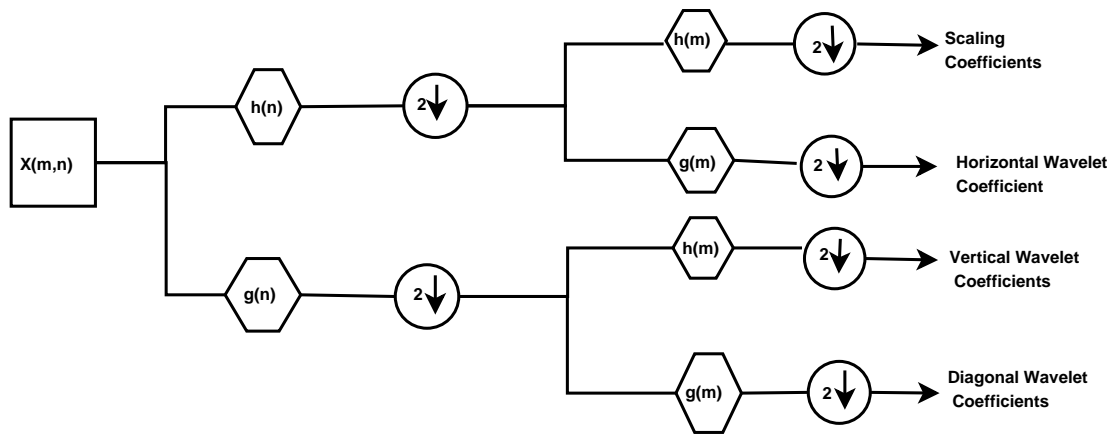 X(m,n)
h(n)
2
h(m)
2
Scaling
Coefficients
g(m)
2
Horizontal Wavelet
Coefficient
g(n)
2
h(m)
2
Vertical Wavelet
Coefficients
g(m)
2
Diagonal Wavelet
Coefficients